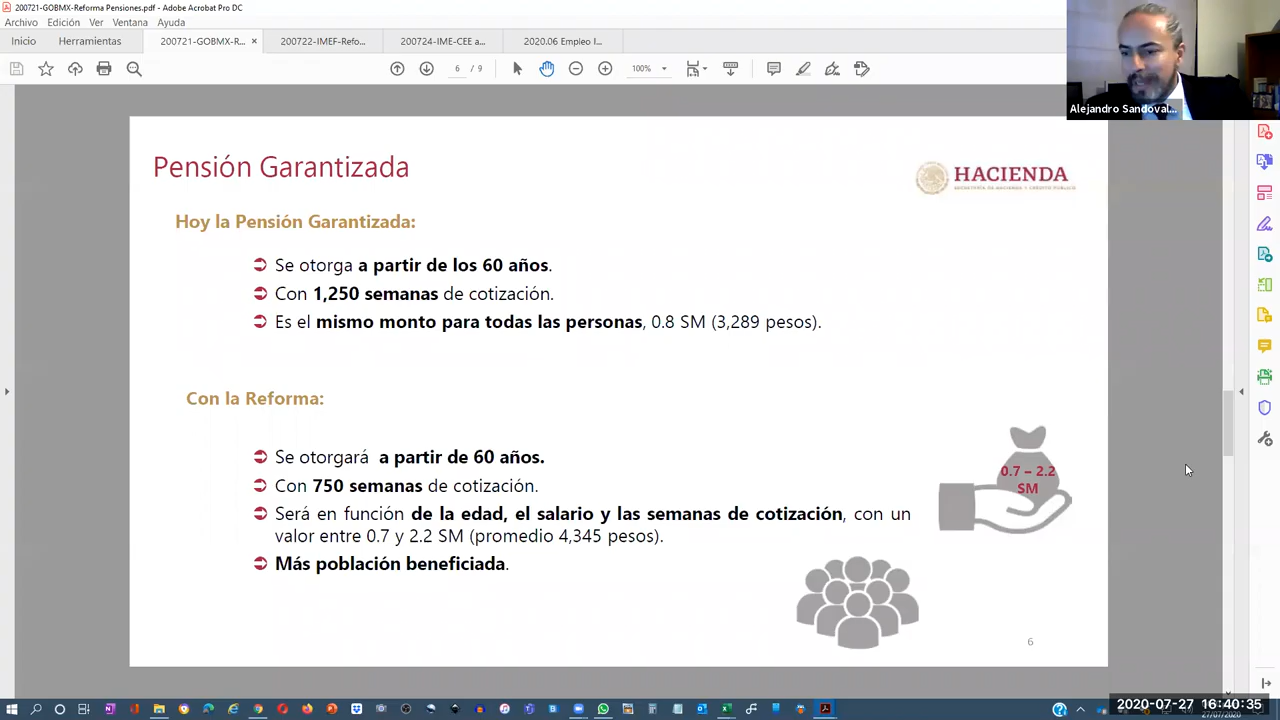 200721-GOBMX-Reforma Pensiones.pdf - Adobe Acrobat Pro DC
Archivo Edición Ver Ventana Ayuda
Inicio Herramientas 200721-GOBMX-R... × 200722-IMEF-Refo... 200724-IME-CEE a... 2020.06 Empleo I...
6 / 9 100%
Alejandro Sandoval...
Pensión Garantizada
HACIENDA
SECRETARÍA DE HACIENDA Y CRÉDITO PÚBLICO
Hoy la Pensión Garantizada:
Se otorga a partir de los 60 años.
Con 1,250 semanas de cotización.
Es el mismo monto para todas las personas, 0.8 SM (3,289 pesos).
Con la Reforma:
Se otorgará a partir de 60 años.
Con 750 semanas de cotización.
Será en función de la edad, el salario y las semanas de cotización, con un
valor entre 0.7 y 2.2 SM (promedio 4,345 pesos).
Más población beneficiada.
0.7 – 2.2
SM
6
2020-07-27 16:40:35
27/07/2020